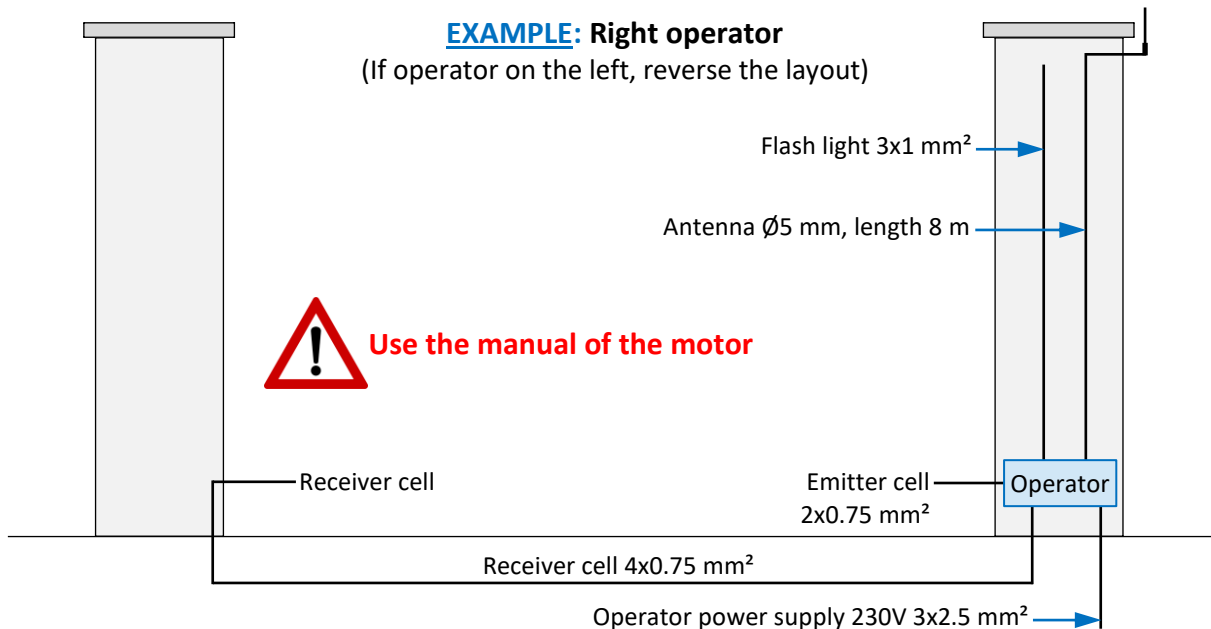 EXAMPLE: Right operator
(If operator on the left, reverse the layout)
Flash light 3x1 mm²
Antenna Ø5 mm, length 8 m
Use the manual of the motor
Receiver cell
Emitter cell
2x0.75 mm²
Operator
Receiver cell 4x0.75 mm²
Operator power supply 230V 3x2.5 mm²